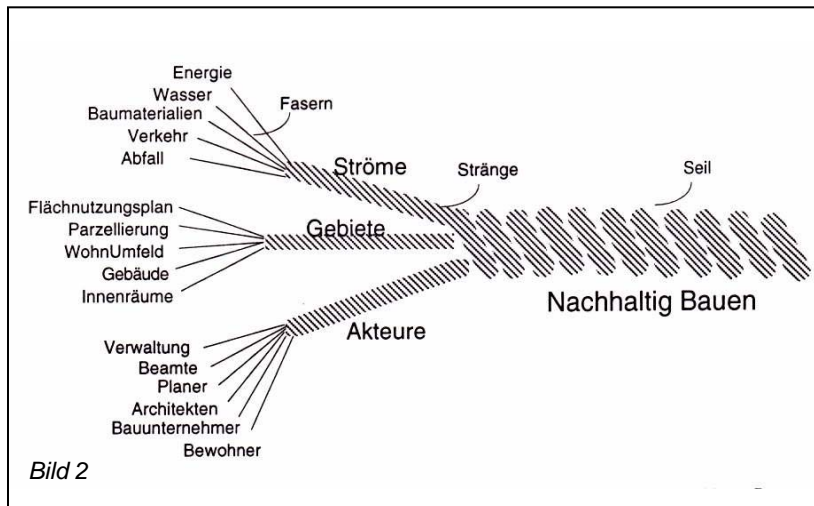 Energie
Wasser
Baumaterialien
Verkehr
Abfall
Fasern
Ströme
Stränge
Seil
Flächnutzungsplan
Parzellierung
WohnUmfeld
Gebäude
Innenräume
Gebiete
Nachhaltig Bauen
Akteure
Verwaltung
Beamte
Planer
Architekten
Bauunternehmer
Bewohner
Bild 2